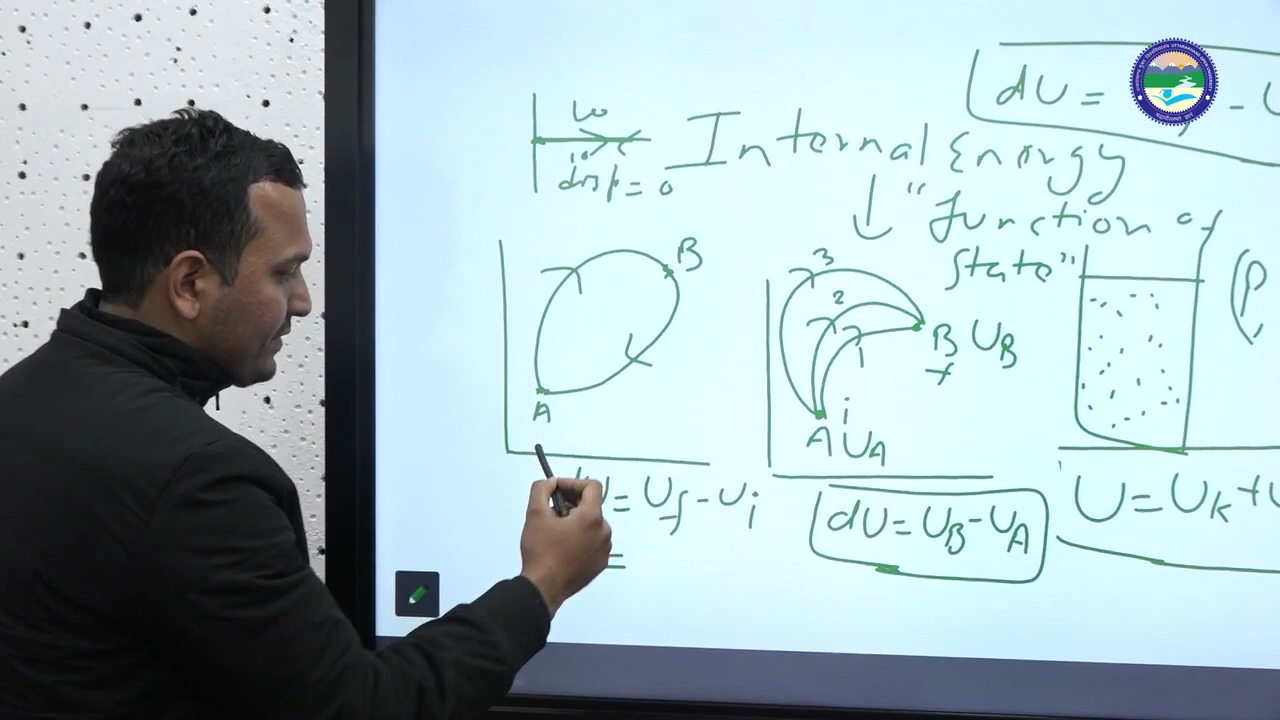 dU = - U
w
disp = 0
Internal Energy
"function of
state"
B
A
3
2
1
B UB
f
i
A UA
(P,
dU = Uf - Ui
=
dU = UB - UA
U = Uk + U